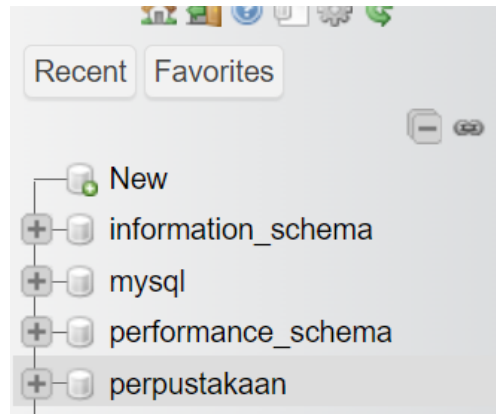 Recent Favorites
New
information_schema
mysql
performance_schema
perpustakaan